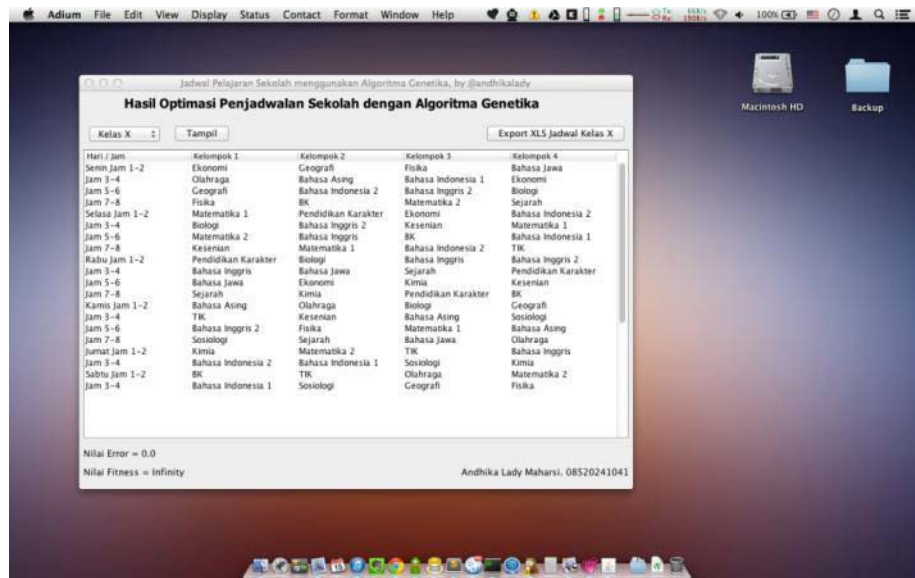 Adium File Edit View Display Status Contact Format Window Help 100%
Jadwal Pelajaran Sekolah menggunakan Algoritma Genetika, by @andhikalady
Hasil Optimasi Penjadwalan Sekolah dengan Algoritma Genetika
Kelas X Tampil Export XLS Jadwal Kelas X
Hari / Jam Kelompok 1 Kelompok 2 Kelompok 3 Kelompok 4
Senin Jam 1-2 Ekonomi Geografi Fisika Bahasa Jawa
Jam 3-4 Olahraga Bahasa Asing Bahasa Indonesia 1 Ekonomi
Jam 5-6 Geografi Bahasa Indonesia 2 Bahasa Inggris 2 Biologi
Jam 7-8 Fisika BK Matematika 2 Sejarah
Selasa Jam 1-2 Matematika 1 Pendidikan Karakter Ekonomi Bahasa Indonesia 2
Jam 3-4 Biologi Bahasa Inggris 2 Kesenian Matematika 1
Jam 5-6 Matematika 2 Bahasa Inggris BK Bahasa Indonesia 1
Jam 7-8 Kesenian Matematika 1 Bahasa Indonesia 2 TIK
Rabu Jam 1-2 Pendidikan Karakter Biologi Bahasa Inggris Bahasa Inggris 2
Jam 3-4 Bahasa Inggris Bahasa Jawa Sejarah Pendidikan Karakter
Jam 5-6 Bahasa Jawa Ekonomi Kimia Kesenian
Jam 7-8 Sejarah Kimia Pendidikan Karakter BK
Kamis Jam 1-2 Bahasa Asing Olahraga Biologi Geografi
Jam 3-4 TIK Kesenian Bahasa Asing Sosiologi
Jam 5-6 Bahasa Inggris 2 Fisika Matematika 1 Bahasa Asing
Jam 7-8 Sosiologi Sejarah Bahasa Jawa Olahraga
Jumat Jam 1-2 Kimia Matematika 2 TIK Bahasa Inggris
Jam 3-4 Bahasa Indonesia 2 Bahasa Indonesia 1 Sosiologi Kimia
Sabtu Jam 1-2 BK TIK Olahraga Matematika 2
Jam 3-4 Bahasa Indonesia 1 Sosiologi Geografi Fisika
Nilai Error = 0.0
Nilai Fitness = Infinity Andhika Lady Maharsi. 08520241041
Macintosh HD Backup